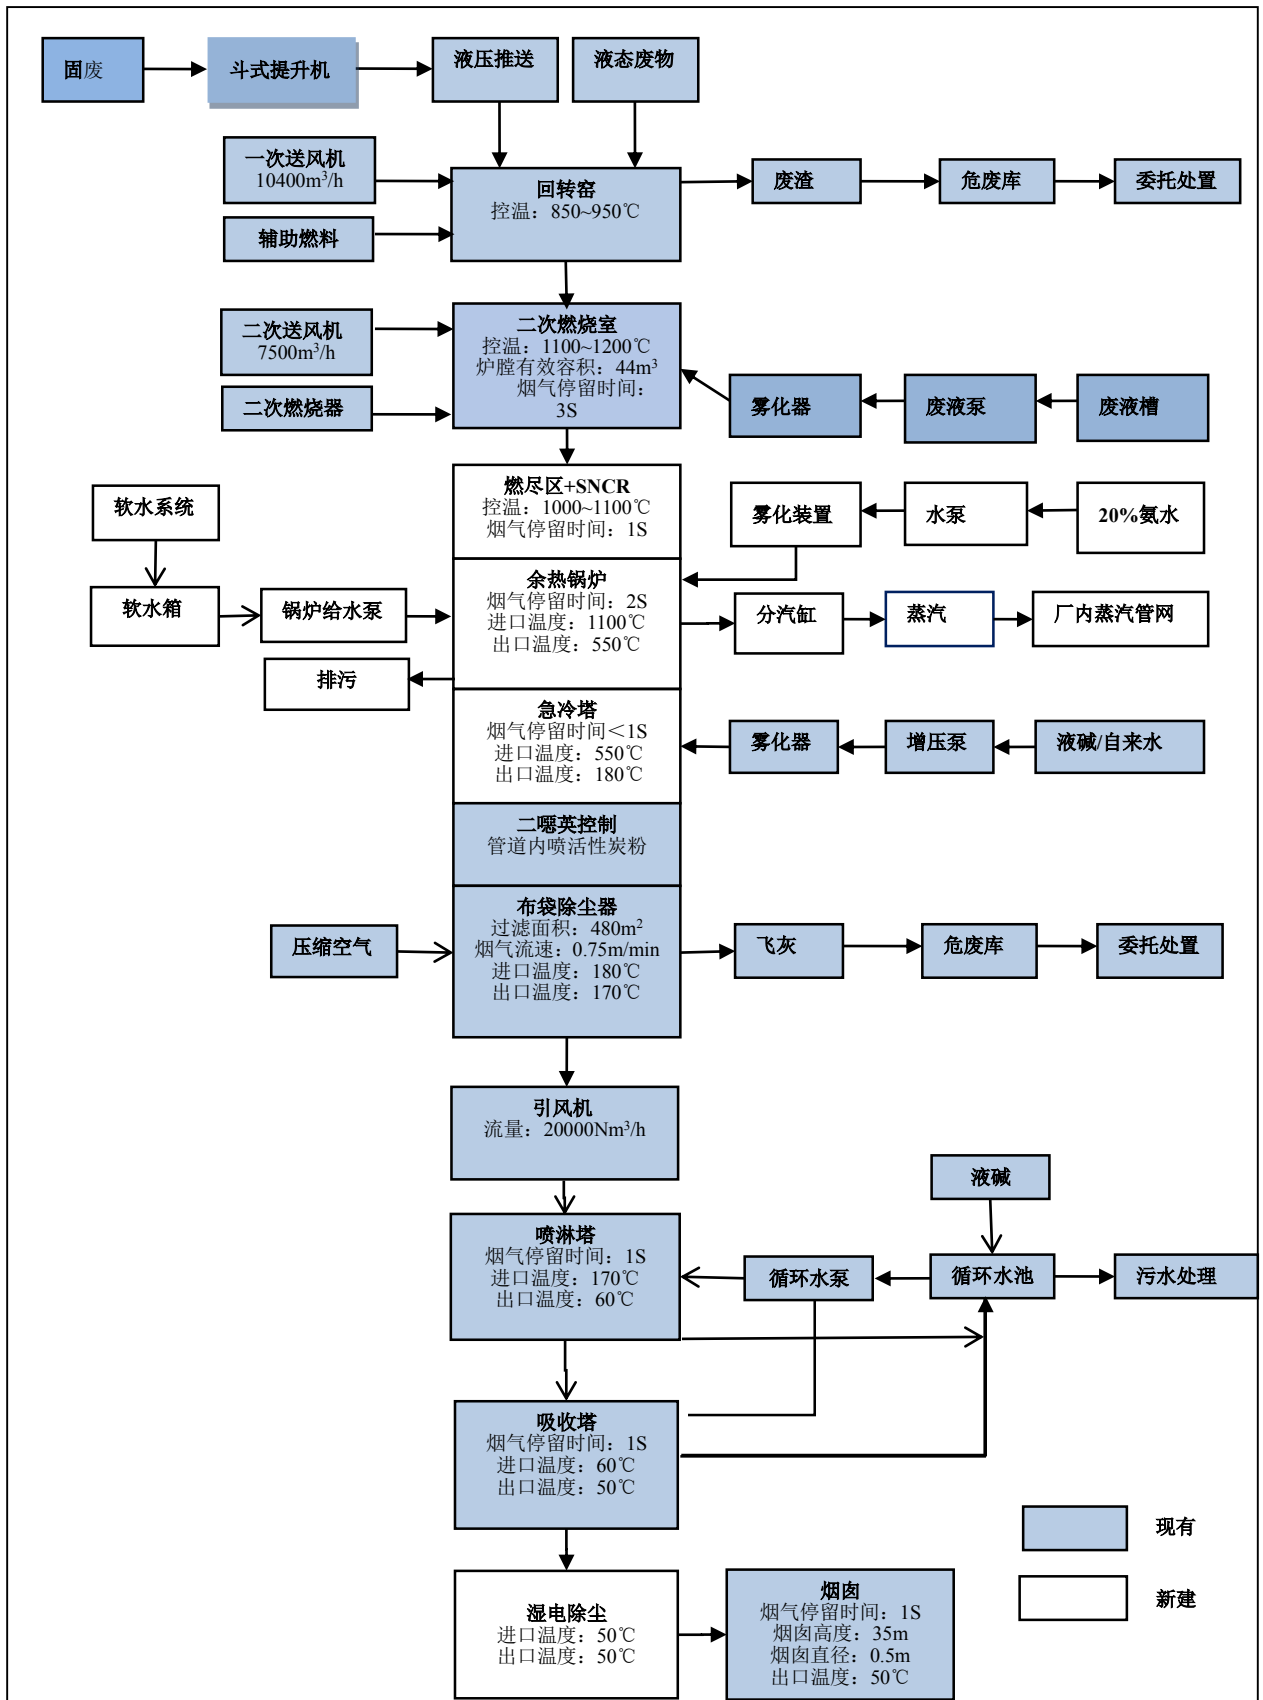 固废
斗式提升机
液压推送
液态废物
一次送风机
10400m³/h
辅助燃料
回转窑
控温：850~950℃
废渣
危废库
委托处置
二次送风机
7500m³/h
二次燃烧器
二次燃烧室
控温：1100~1200℃
炉膛有效容积：44m³
烟气停留时间：
3S
雾化器
废液泵
废液槽
软水系统
软水箱
锅炉给水泵
排污
燃尽区+SNCR
控温：1000~1100℃
烟气停留时间：1S
雾化装置
水泵
20%氨水
余热锅炉
烟气停留时间：2S
进口温度：1100℃
出口温度：550℃
分汽缸
蒸汽
厂内蒸汽管网
急冷塔
烟气停留时间＜1S
进口温度：550℃
出口温度：180℃
雾化器
增压泵
液碱/自来水
二噁英控制
管道内喷活性炭粉
压缩空气
布袋除尘器
过滤面积：480m²
烟气流速：0.75m/min
进口温度：180℃
出口温度：170℃
飞灰
危废库
委托处置
引风机
流量：20000Nm³/h
液碱
喷淋塔
烟气停留时间：1S
进口温度：170℃
出口温度：60℃
循环水泵
循环水池
污水处理
吸收塔
烟气停留时间：1S
进口温度：60℃
出口温度：50℃
现有
新建
湿电除尘
进口温度：50℃
出口温度：50℃
烟囱
烟气停留时间：1S
烟囱高度：35m
烟囱直径：0.5m
出口温度：50℃